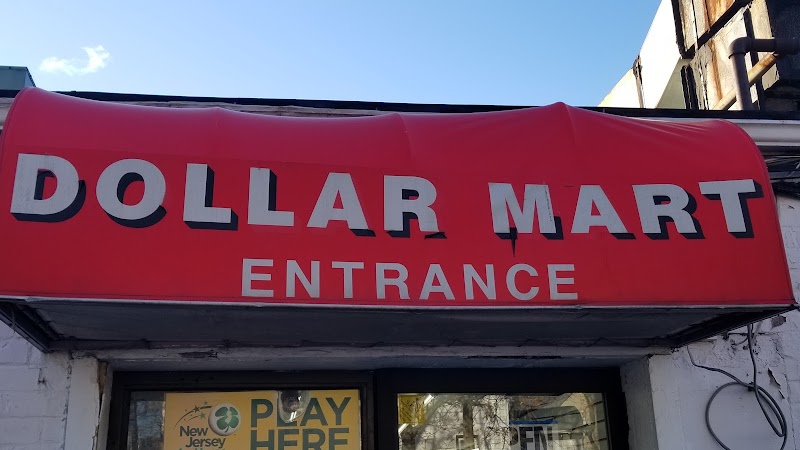 DOLLAR MART
ENTRANCE
New Jersey
PLAY HERE